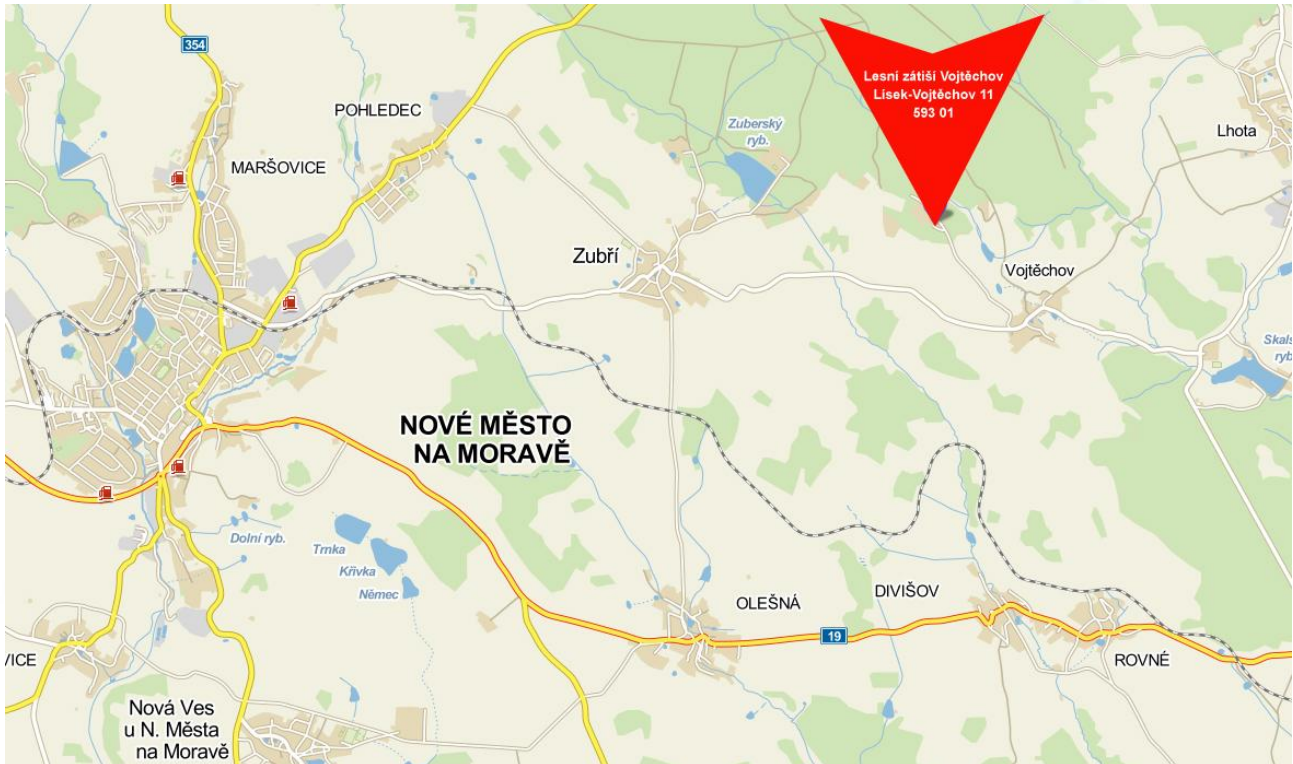 354
Lesní zátiší Vojtěchov
Lísek-Vojtěchov 11
593 01
POHLEDEC
Zuberský
ryb.
Lhota
MARŠOVICE
Zubří
Vojtěchov
Skals
ryb
NOVÉ MĚSTO
NA MORAVĚ
Dolní ryb.
Trnka
Křivka
Němec
OLEŠNÁ
DIVIŠOV
19
VICE
ROVNÉ
Nová Ves
u N. Města
na Moravě